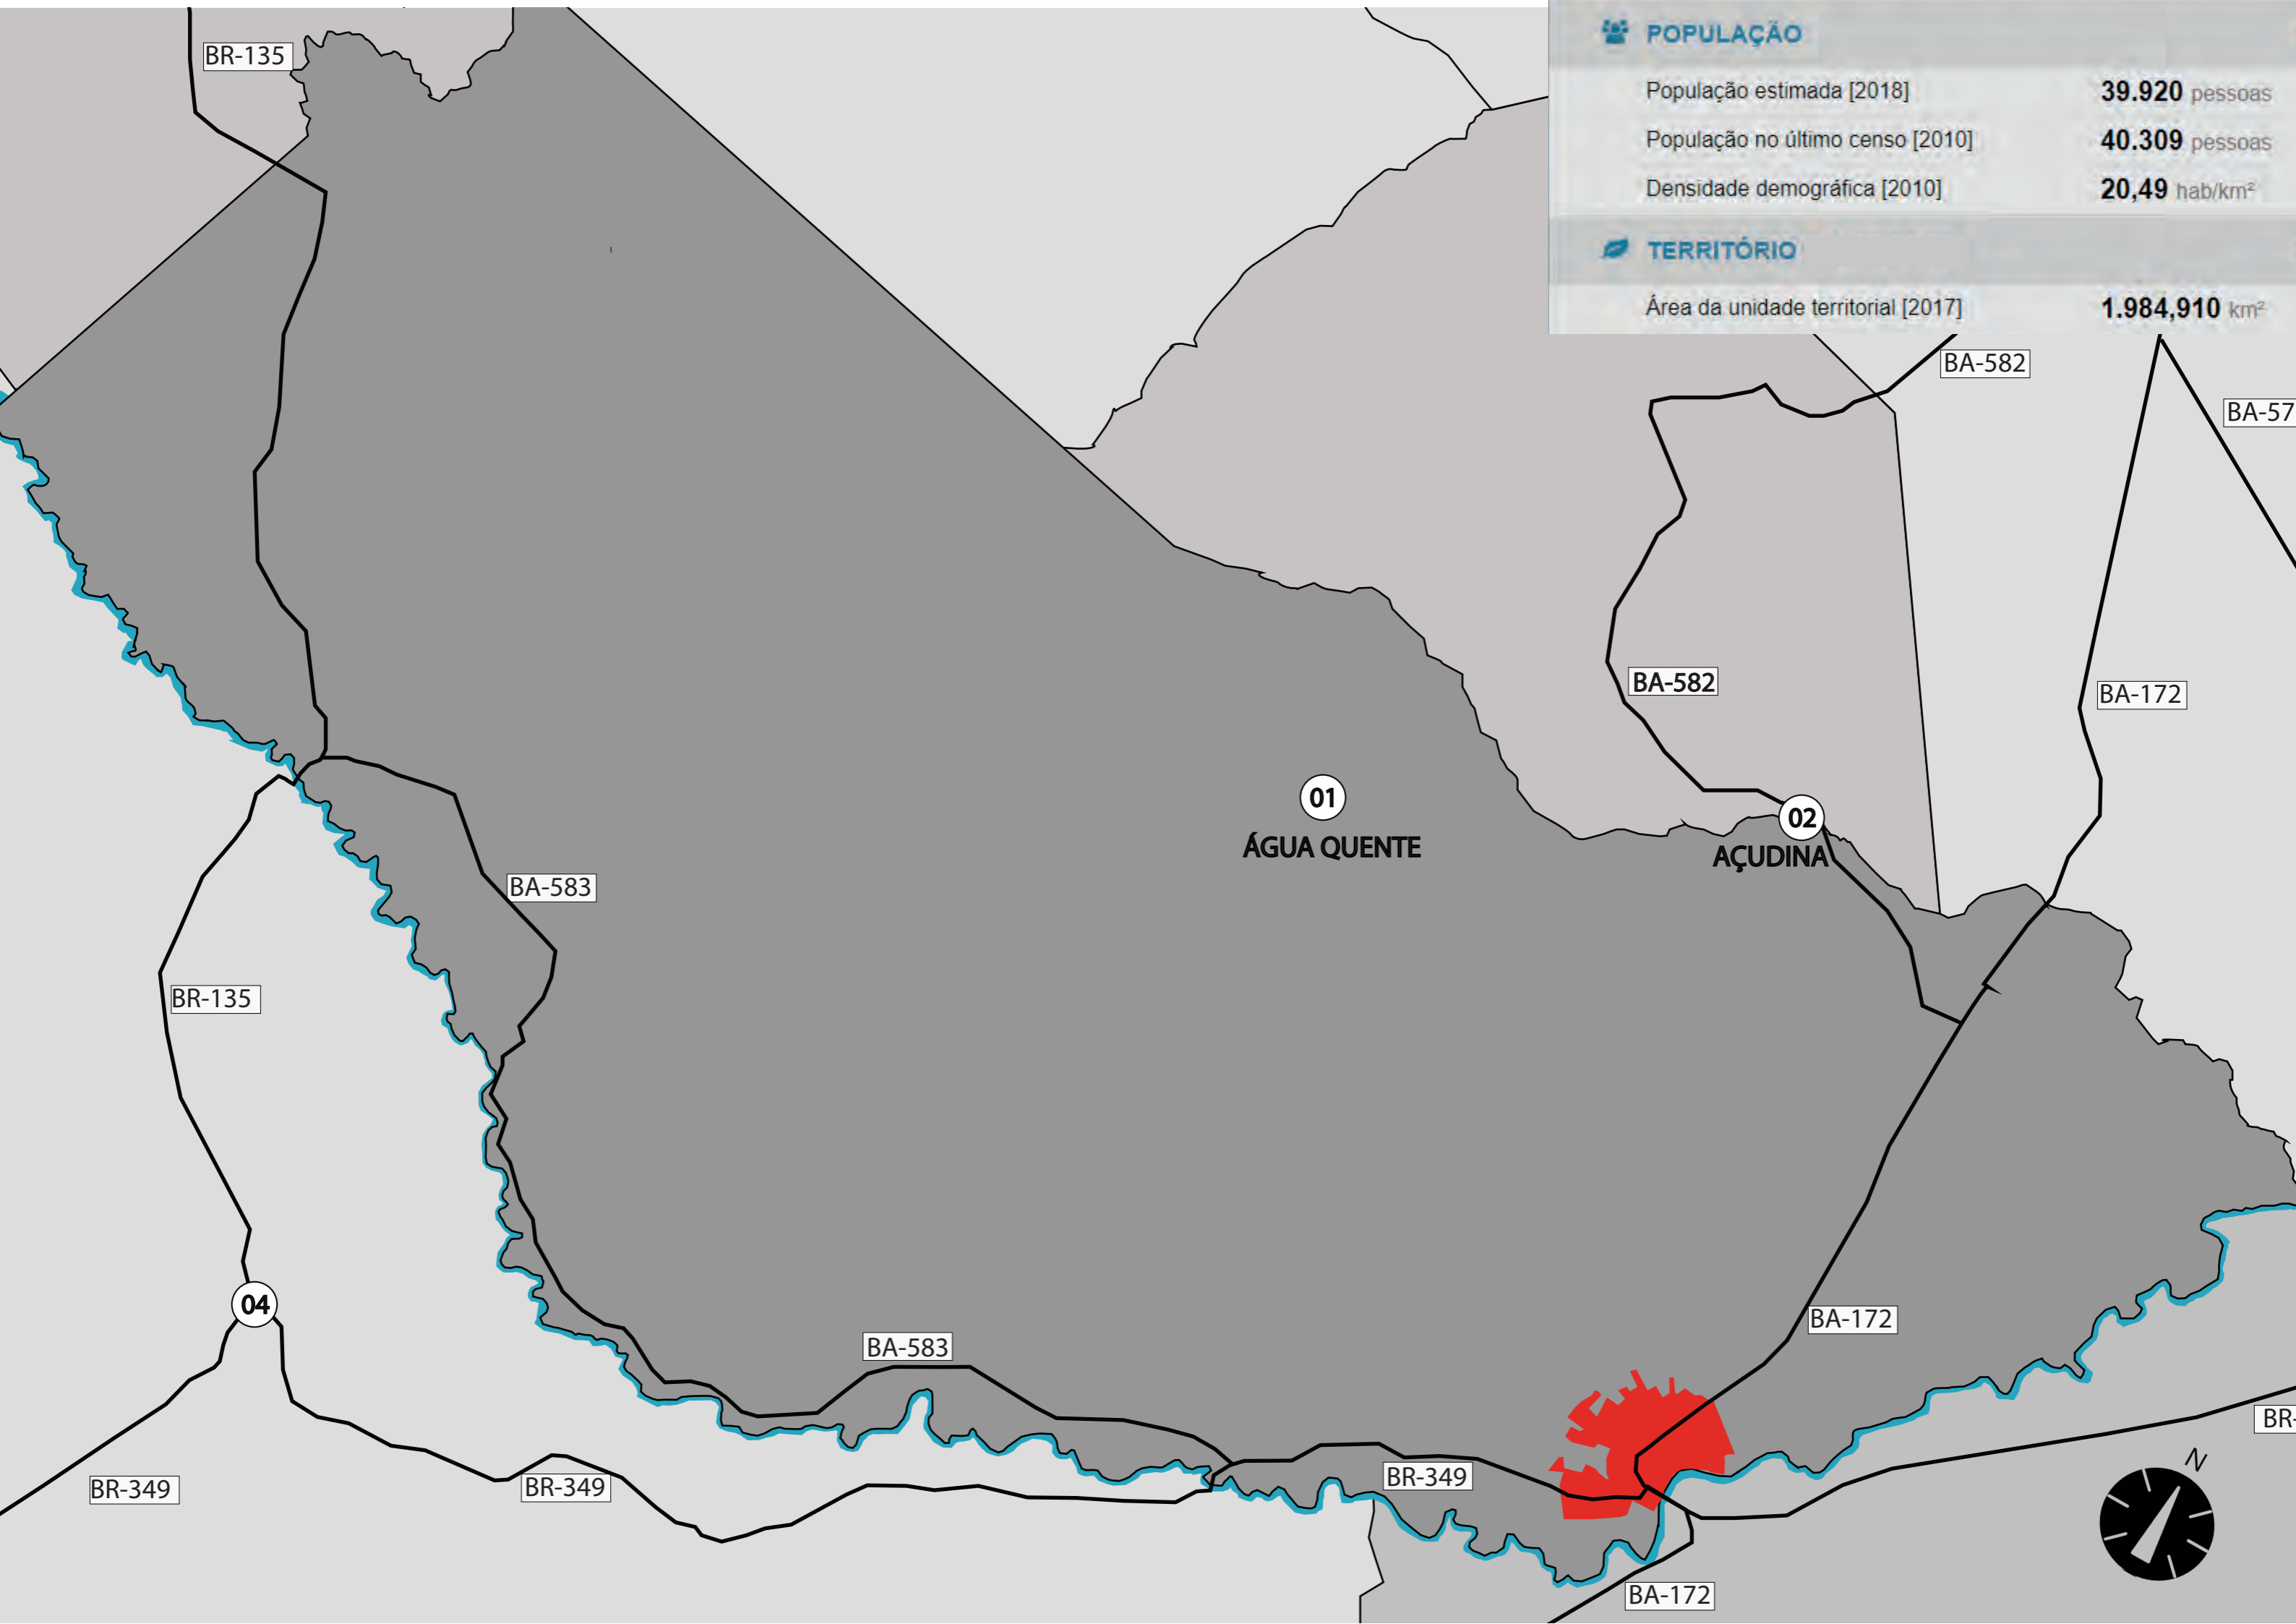 POPULAÇÃO
População estimada [2018] 39.920 pessoas
População no último censo [2010] 40.309 pessoas
Densidade demográfica [2010] 20,49 hab/km²
TERRITÓRIO
Área da unidade territorial [2017] 1.984,910 km²
BR-135
BA-582
BA-57
BA-582
BA-172
01
ÁGUA QUENTE
02
AÇUDINA
BA-583
BR-135
04
BA-583
BA-172
BR-
BR-349
BR-349
BR-349
N
BA-172